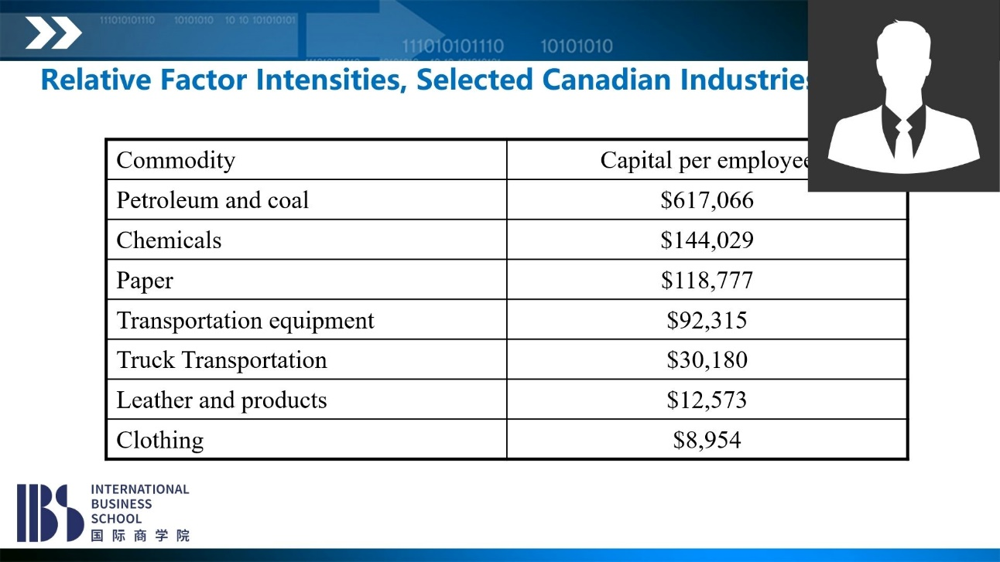 111010101110 10101010 10 10 101010101
111010101110 10101010
Relative Factor Intensities, Selected Canadian Industries
Commodity Capital per employee
Petroleum and coal $617,066
Chemicals $144,029
Paper $118,777
Transportation equipment $92,315
Truck Transportation $30,180
Leather and products $12,573
Clothing $8,954
IBS
INTERNATIONAL
BUSINESS
SCHOOL
国际商学院